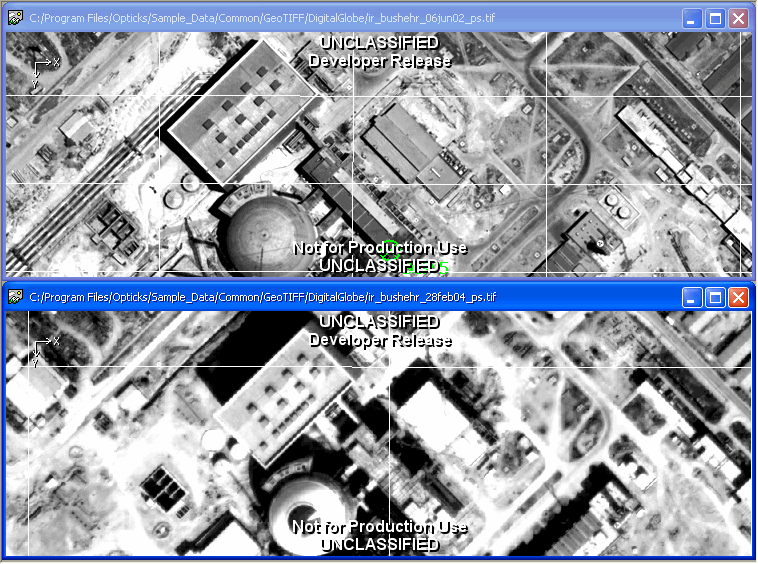 C:/Program Files/Opticks/Sample_Data/Common/GeoTIFF/DigitalGlobe/ir_bushehr_06jun02_ps.tif
UNCLASSIFIED
Developer Release
X
Y
Not for Production Use
UNCLASSIFIED
C:/Program Files/Opticks/Sample_Data/Common/GeoTIFF/DigitalGlobe/ir_bushehr_28feb04_ps.tif
UNCLASSIFIED
Developer Release
X
Y
Not for Production Use
UNCLASSIFIED